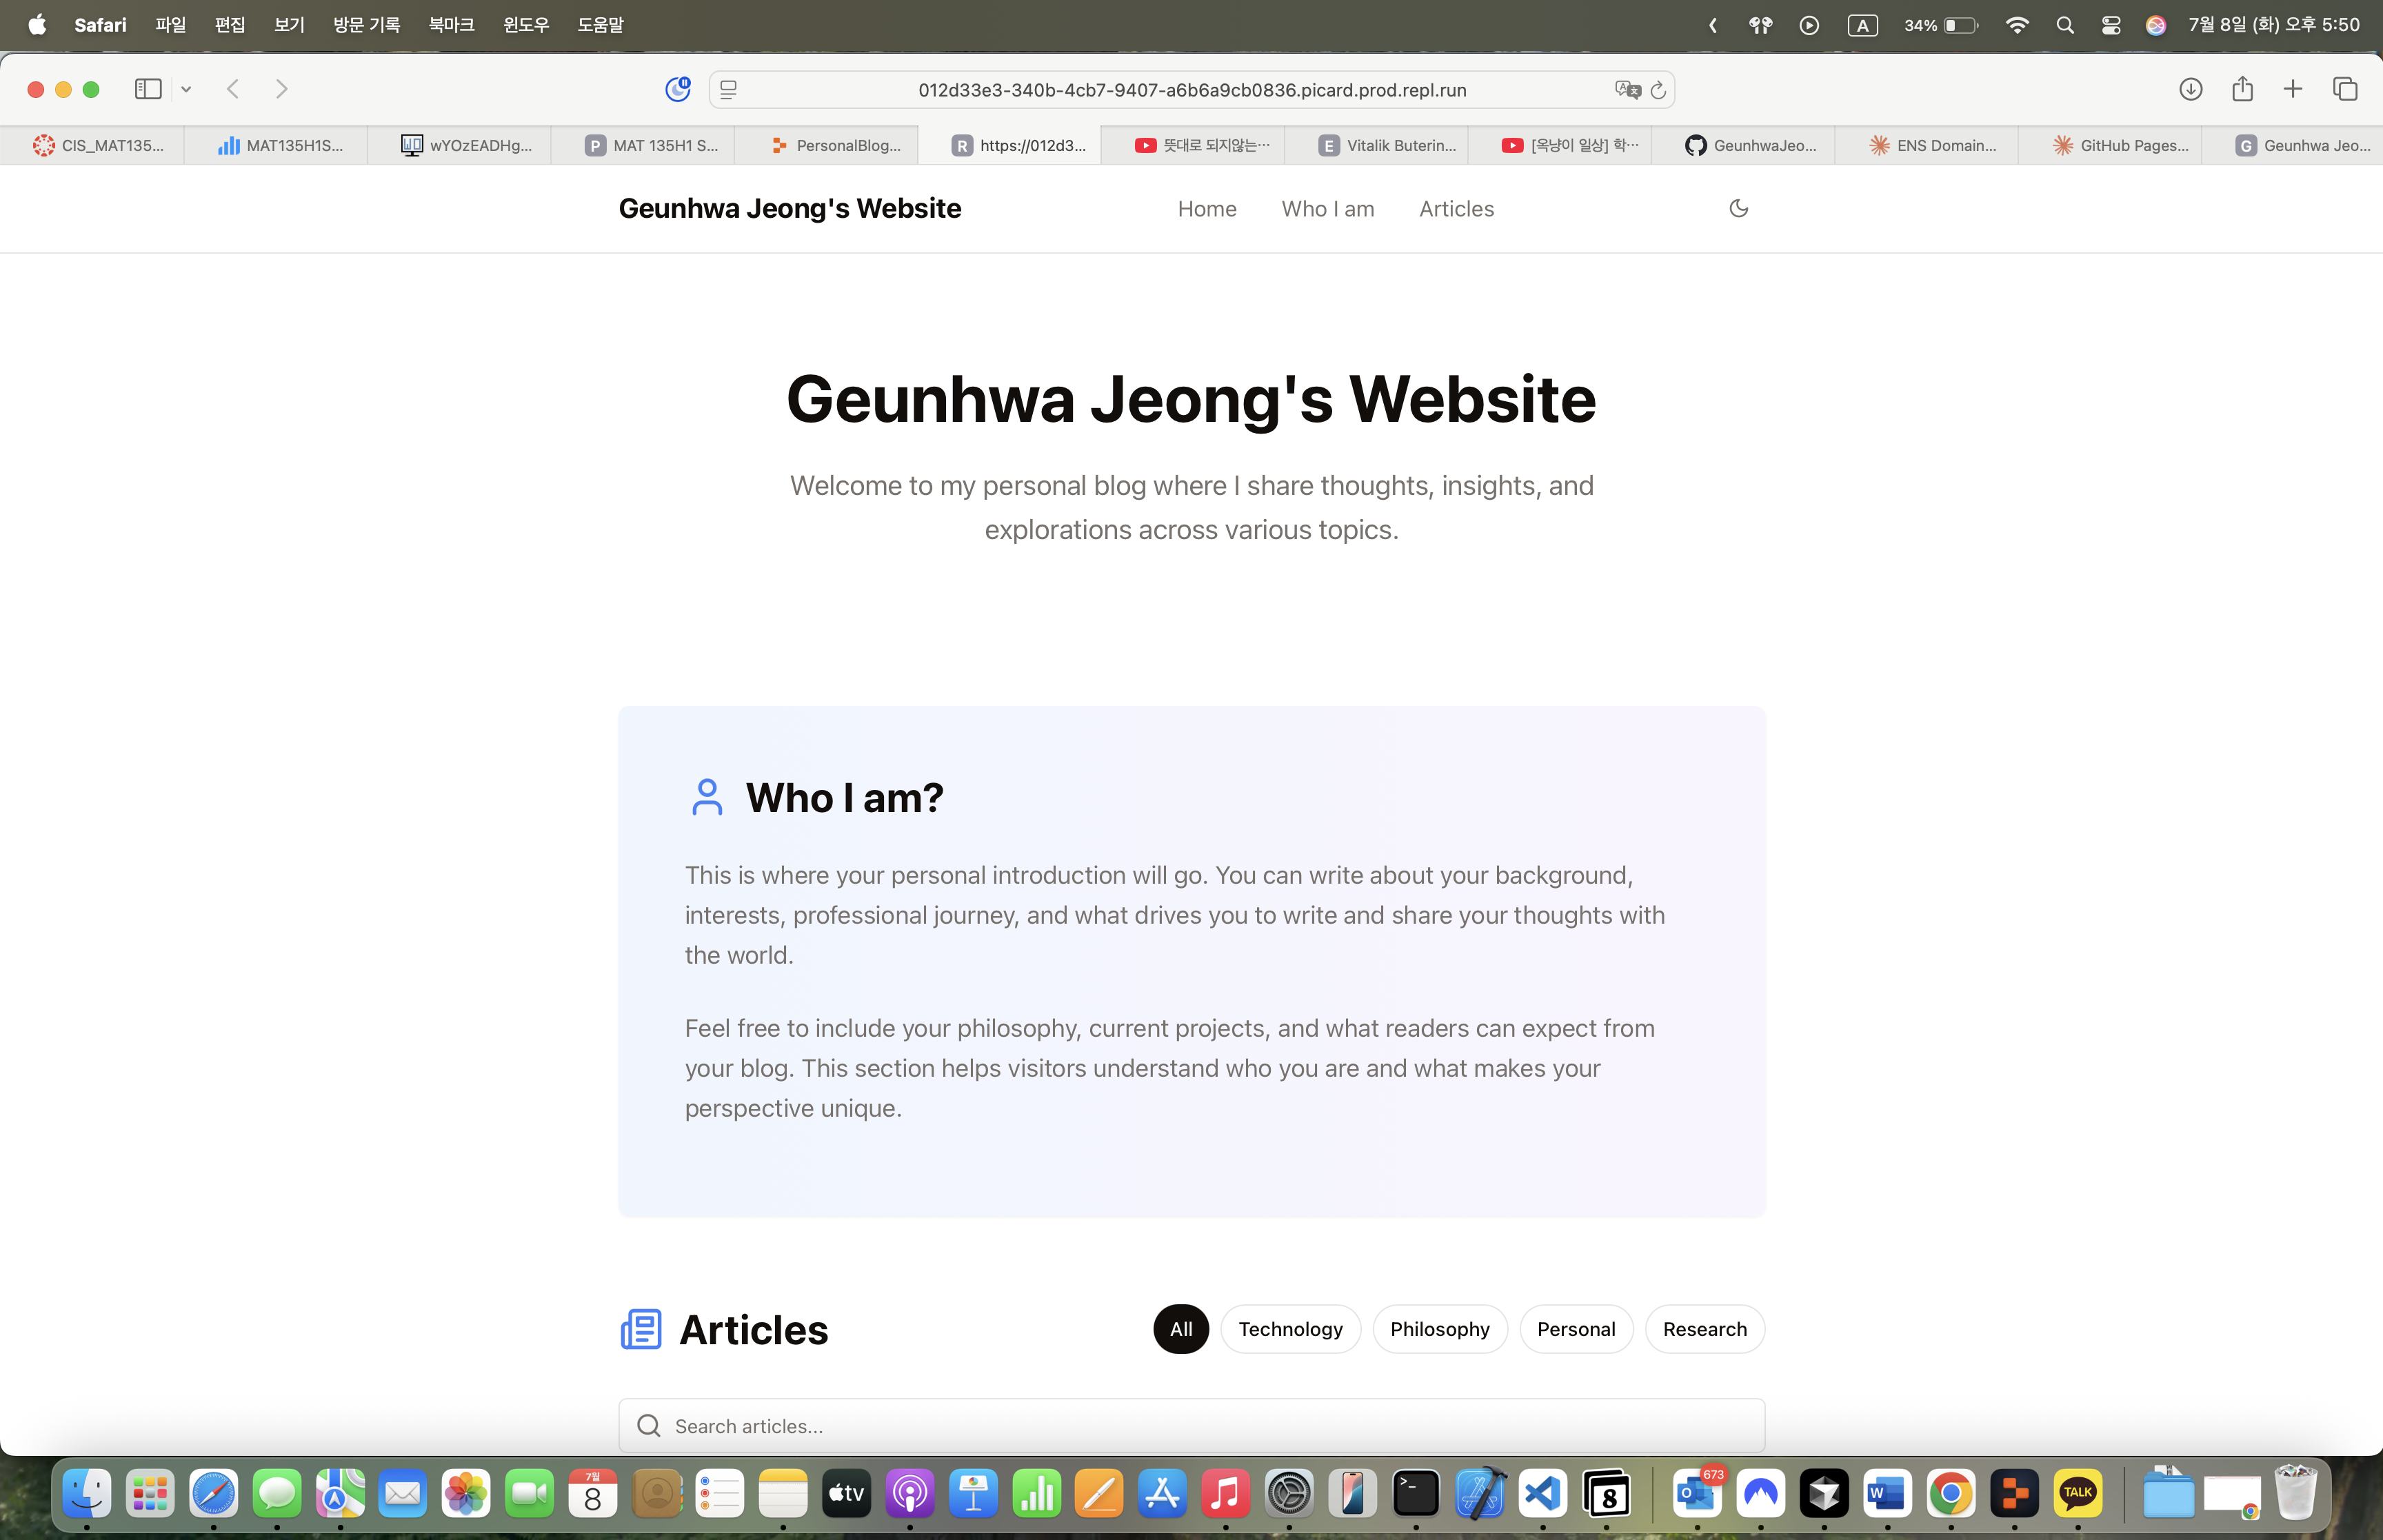 Safari 파일 편집 보기 방문 기록 북마크 윈도우 도움말 A 34% 7월 8일 (화) 오후 5:50
012d33e3-340b-4cb7-9407-a6b6a9cb0836.picard.prod.repl.run
CIS_MAT135... MAT135H1S... wYOzEADHg... P MAT 135H1 S... PersonalBlog... R https://012d3... 뜻대로 되지않는... E Vitalik Buterin... [옥냥이 일상] 학... GeunhwaJeo... ENS Domain... GitHub Pages... G Geunhwa Jeo...
Geunhwa Jeong's Website Home Who I am Articles
Geunhwa Jeong's Website
Welcome to my personal blog where I share thoughts, insights, and
explorations across various topics.
Who I am?
This is where your personal introduction will go. You can write about your background,
interests, professional journey, and what drives you to write and share your thoughts with
the world.
Feel free to include your philosophy, current projects, and what readers can expect from
your blog. This section helps visitors understand who you are and what makes your
perspective unique.
Articles All Technology Philosophy Personal Research
Search articles...
7월 8 tv 8 673 O W TALK